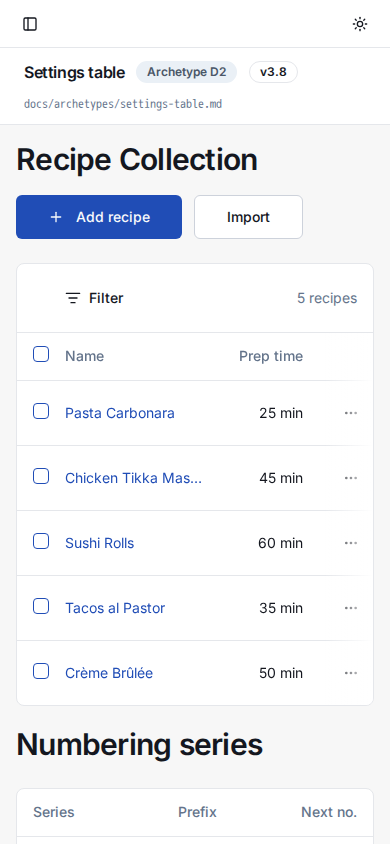 Settings table Archetype D2 v3.8
docs/archetypes/settings-table.md
Recipe Collection
Add recipe Import
Filter 5 recipes
Name Prep time
Pasta Carbonara 25 min
Chicken Tikka Mas... 45 min
Sushi Rolls 60 min
Tacos al Pastor 35 min
Crème Brûlée 50 min
Numbering series
Series Prefix Next no.